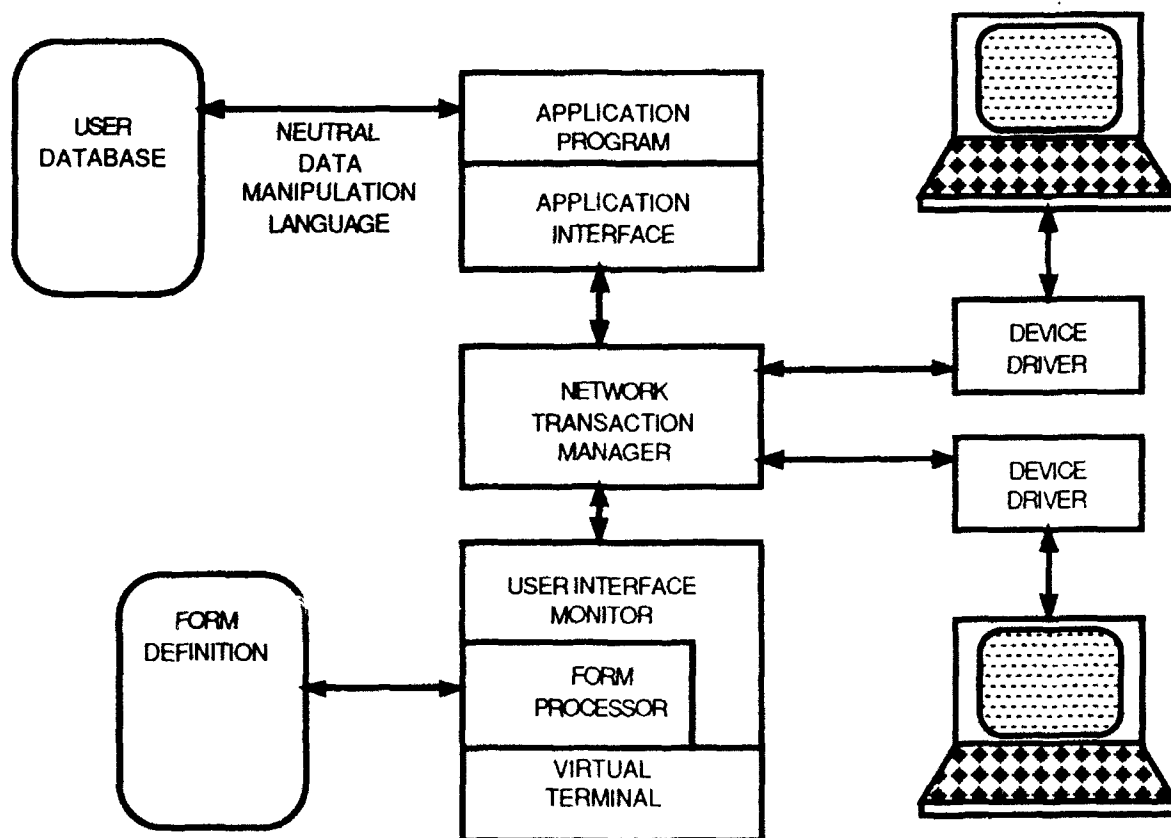 USER
DATABASE
NEUTRAL
DATA
MANIPULATION
LANGUAGE
APPLICATION
PROGRAM
APPLICATION
INTERFACE
NETWORK
TRANSACTION
MANAGER
DEVICE
DRIVER
DEVICE
DRIVER
FORM
DEFINITION
USER INTERFACE
MONITOR
FORM
PROCESSOR
VIRTUAL
TERMINAL